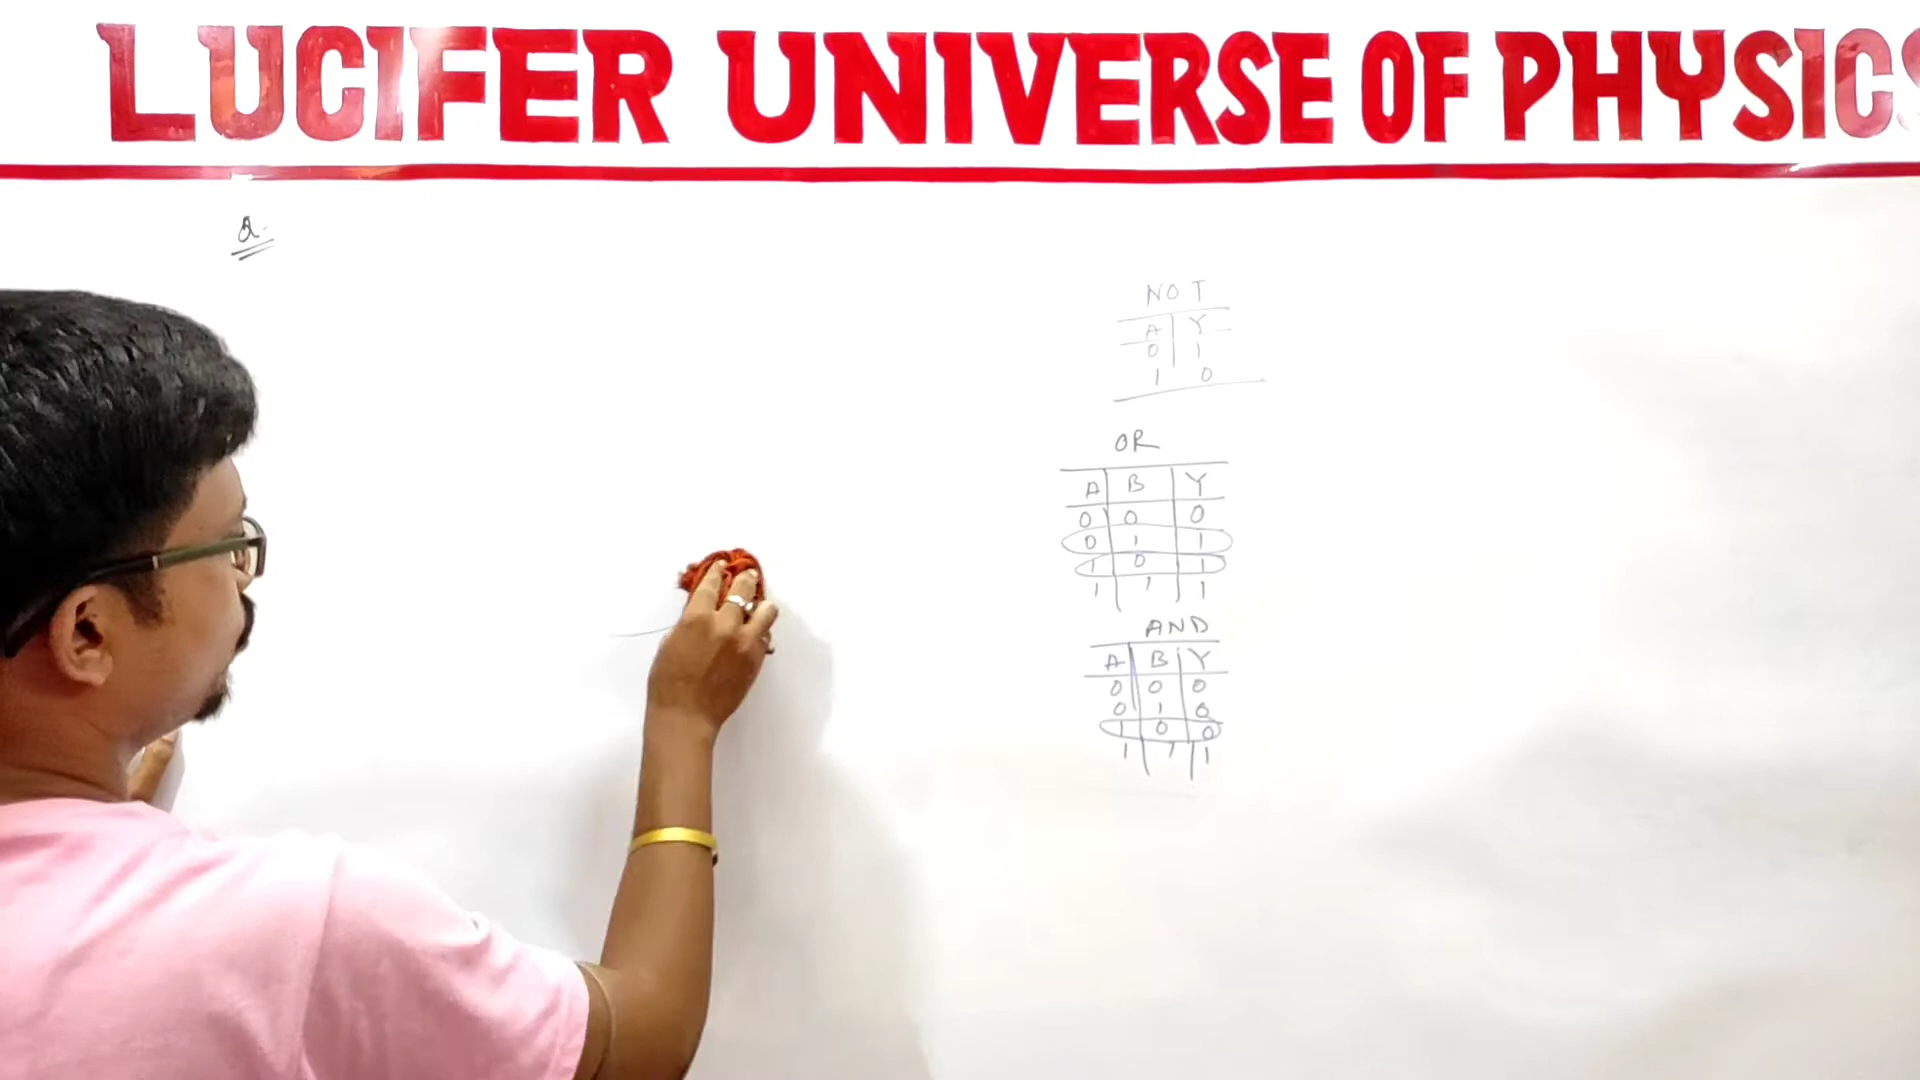 LUCIFER UNIVERSE OF PHYSICS
Q.
NOT
A Y
0 1
1 0
OR
A B Y
0 0 0
0 1 1
1 0 1
1 1 1
AND
A B Y
0 0 0
0 1 0
1 0 0
1 1 1